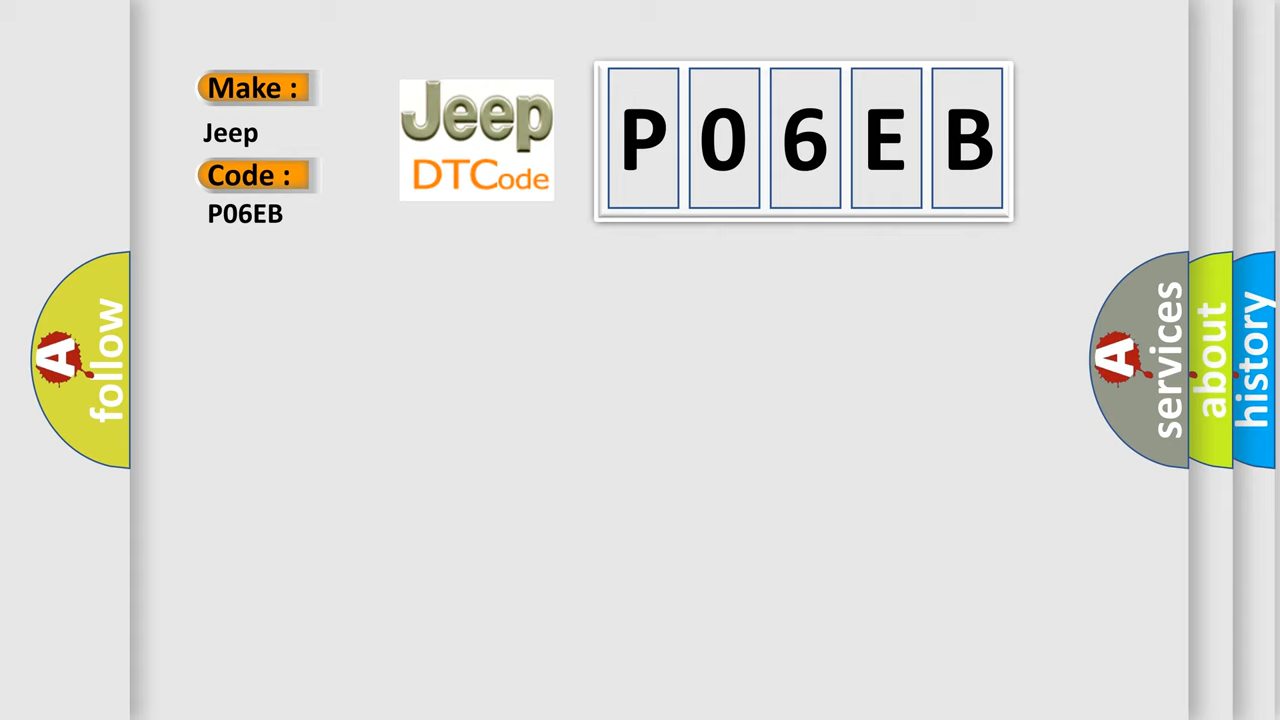 Make :
Jeep
Code :
P06EB
Jeep
DTCode
P 0 6 E B
A
follow
A
services
about
history